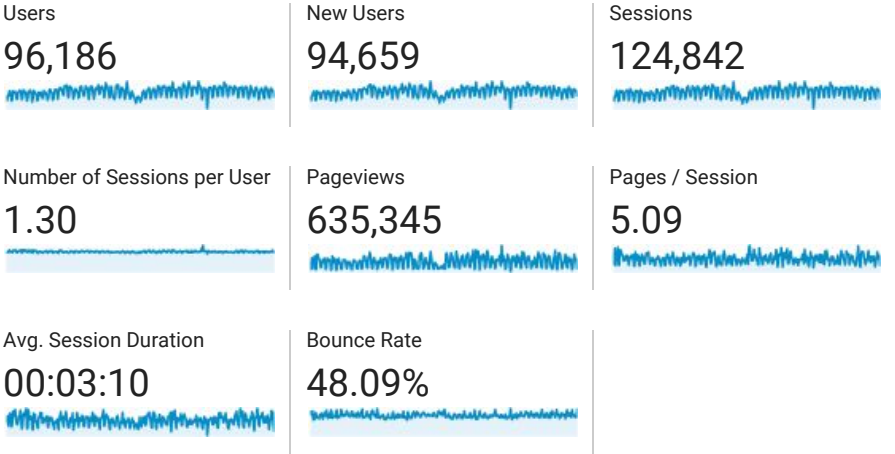 Users
96,186
New Users
94,659
Sessions
124,842
Number of Sessions per User
1.30
Pageviews
635,345
Pages / Session
5.09
Avg. Session Duration
00:03:10
Bounce Rate
48.09%